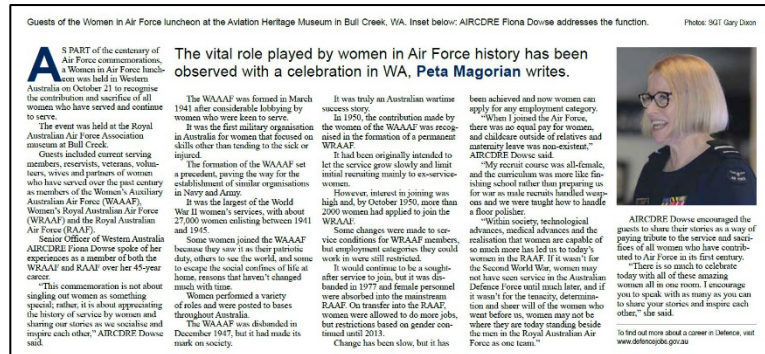 Guests of the Women in Air Force luncheon at the Aviation Heritage Museum in Bull Creek, WA. Inset below: AIRCDRE Fiona Dowse addresses the function.
Photos: SGT Gary Dixon
The vital role played by women in Air Force history has been
observed with a celebration in WA, Peta Magorian writes.
AS PART of the centenary of
Air Force commemorations,
a Women in Air Force lunch-
eon was held in Western
Australia on October 21 to recognise
the contribution and sacrifice of all
women who have served and continue
to serve.
The event was held at the Royal
Australian Air Force Association
museum at Bull Creek.
Guests included current serving
members, reservists, veterans, volun-
teers, wives and partners of women
who have served over the past century
as members of the Women's Auxiliary
Australian Air Force (WAAAF),
Women's Royal Australian Air Force
(WRAAF) and the Royal Australian
Air Force (RAAF).
Senior Officer of Western Australia
AIRCDRE Fiona Dowse spoke of her
experiences as a member of both the
WRAAF and RAAF over her 45-year
career.
"This commemoration is not about
singling out women as something
special; rather, it is about appreciating
the history of service by women and
sharing our stories as we socialise and
inspire each other," AIRCDRE Dowse
said.
The WAAAF was formed in March
1941 after considerable lobbying by
women who were keen to serve.
It was the first military organisation
in Australia for women that focused on
skills other than tending to the sick or
injured.
The formation of the WAAAF set
a precedent, paving the way for the
establishment of similar organisations
in Navy and Army.
It was the largest of the World
War II women's services, with about
27,000 women enlisting between 1941
and 1945.
Some women joined the WAAAF
because they saw it as their patriotic
duty, others to see the world, and some
to escape the social confines of life at
home, reasons that haven't changed
much with time.
Women performed a variety
of roles and were posted to bases
throughout Australia.
The WAAAF was disbanded in
December 1947, but it had made its
mark on society.
It was truly an Australian wartime
success story.
In 1950, the contribution made by
the women of the WAAAF was recog-
nised in the formation of a permanent
WRAAF.
It had been originally intended to
let the service grow slowly and limit
initial recruiting mainly to ex-service-
women.
However, interest in joining was
high and, by October 1950, more than
2000 women had applied to join the
WRAAF.
Some changes were made to ser-
vice conditions for WRAAF members,
but employment categories they could
work in were still restricted.
It would continue to be a sought-
after service to join, but it was dis-
banded in 1977 and female personnel
were absorbed into the mainstream
RAAF. On transfer into the RAAF,
women were allowed to do more jobs,
but restrictions based on gender con-
tinued until 2013.
Change has been slow, but it has
been achieved and now women can
apply for any employment category.
"When I joined the Air Force,
there was no equal pay for women,
and childcare outside of relatives and
maternity leave was non-existent,"
AIRCDRE Dowse said.
"My recruit course was all-female,
and the curriculum was more like fin-
ishing school rather than preparing us
for war as male recruits handled weap-
ons and we were taught how to handle
a floor polisher.
"Within society, technological
advances, medical advances and the
realisation that women are capable of
so much more has led us to today's
women in the RAAF. If it wasn't for
the Second World War, women may
not have seen service in the Australian
Defense Force until much later, and if
it wasn't for the tenacity, determina-
tion and sheer will of the women who
went before us, women may not be
where they are today standing beside
the men in the Royal Australian Air
Force as one team."
AIRCDRE Dowse encouraged the
guests to share their stories as a way of
paying tribute to the service and sacri-
fices of all women who have contrib-
uted to Air Force in its first century.
"There is so much to celebrate
today with all of these amazing
women all in one room. I encourage
you to speak with as many as you can
to share your stories and inspire each
other," she said.
To find out more about a career in Defence, visit
www.defencejobs.gov.au